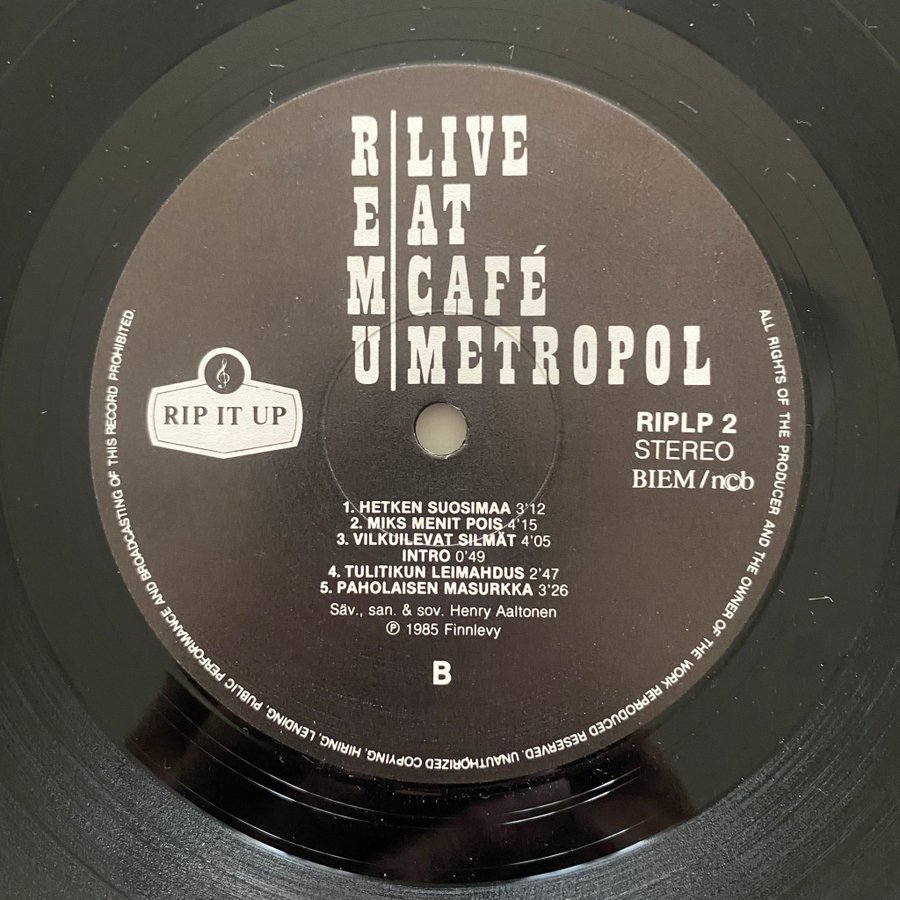 REMU
LIVE
AT
CAFÉ
METROPOL
RIP IT UP
RIPLP 2
STEREO
BIEM/n©b
1. HETKEN SUOSIMAA 3'12
2. MIKS MENIT POIS 4'15
3. VILKUILEVAT SILMÄT 4'05
INTRO 0'49
4. TULITIKUN LEIMAHDUS 2'47
5. PAHOLAISEN MASURKKA 3'26
Säv., san. & sov. Henry Aaltonen
℗ 1985 Finnlevy
B
ALL RIGHTS OF THE PRODUCER AND THE OWNER OF THE WORK REPRODUCED RESERVED. UNAUTHORIZED COPYING, HIRING, LENDING, PUBLIC PERFORMANCE AND BROADCASTING OF THIS RECORD PROHIBITED.